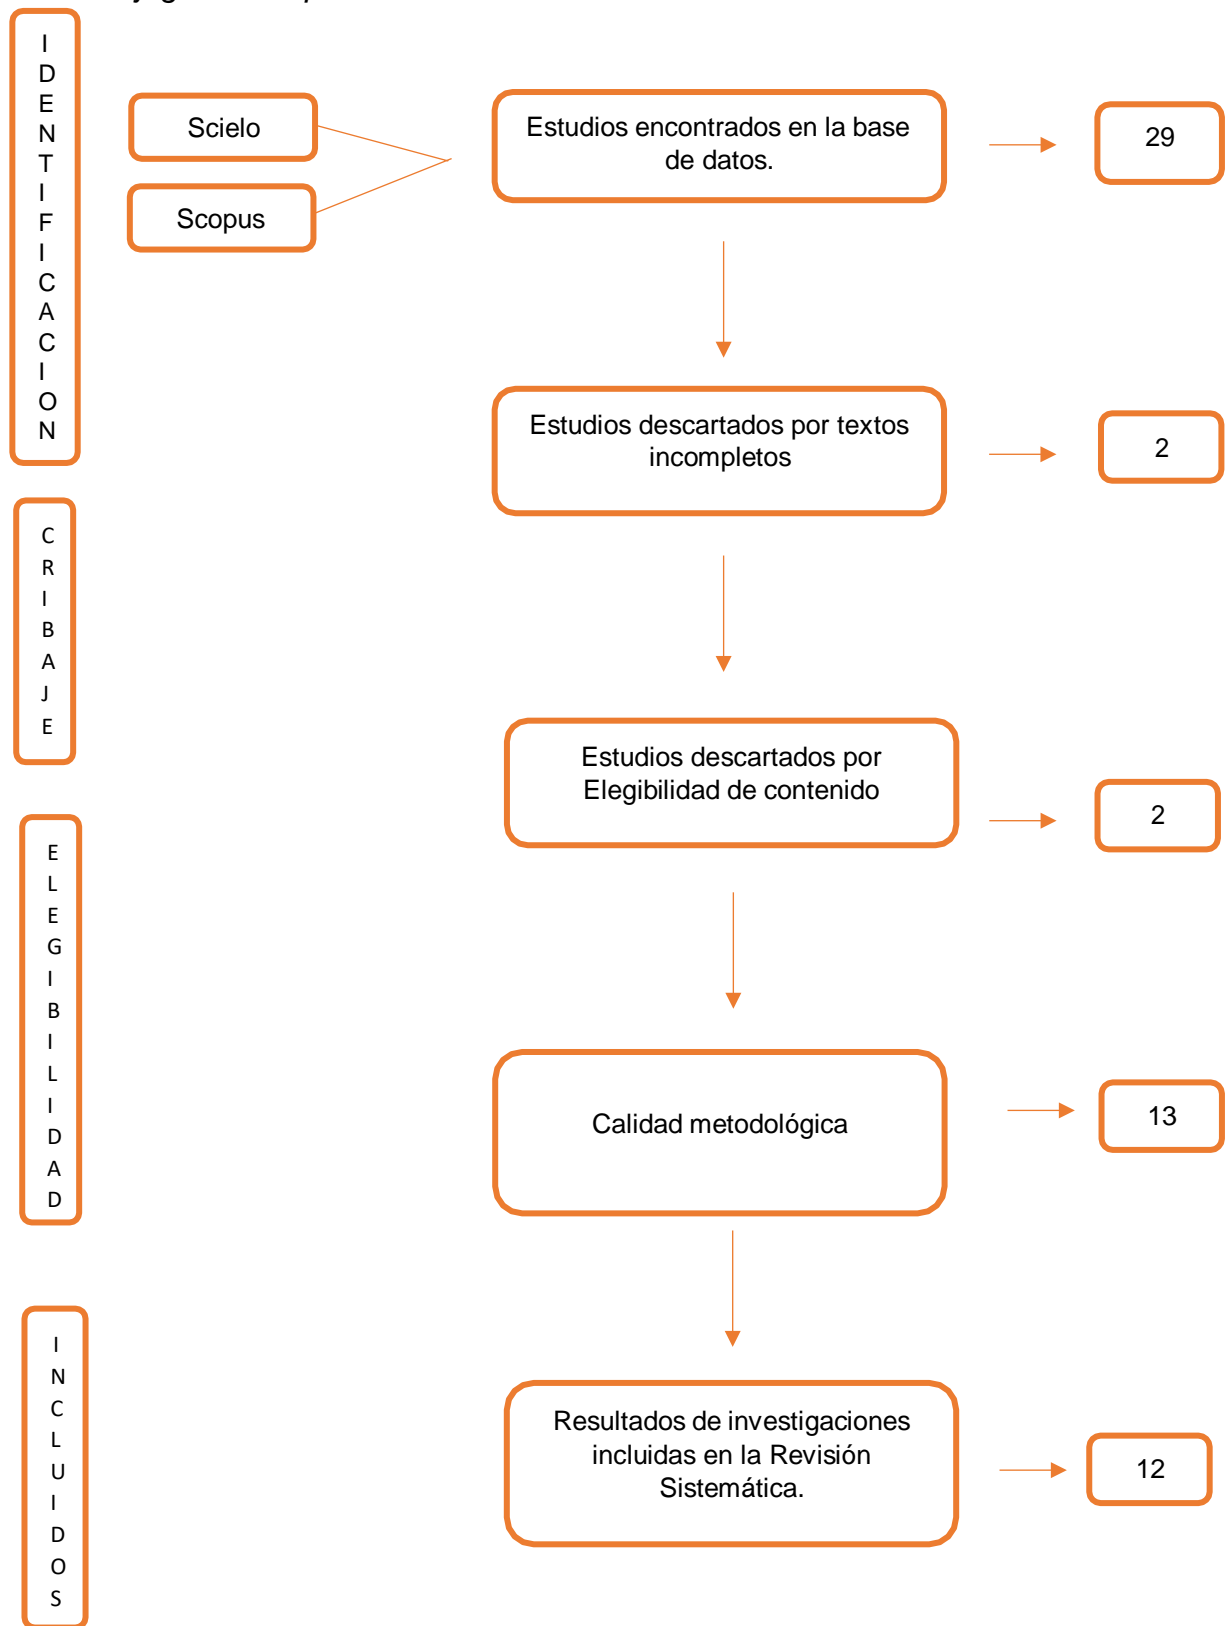 IDENTIFICACION
Scielo
Scopus
Estudios encontrados en la base
de datos.
29
Estudios descartados por textos
incompletos
2
CRIBAJE
Estudios descartados por
Elegibilidad de contenido
2
ELEGIBILIDAD
Calidad metodológica
13
INCLUIDOS
Resultados de investigaciones
incluidas en la Revisión
Sistemática.
12